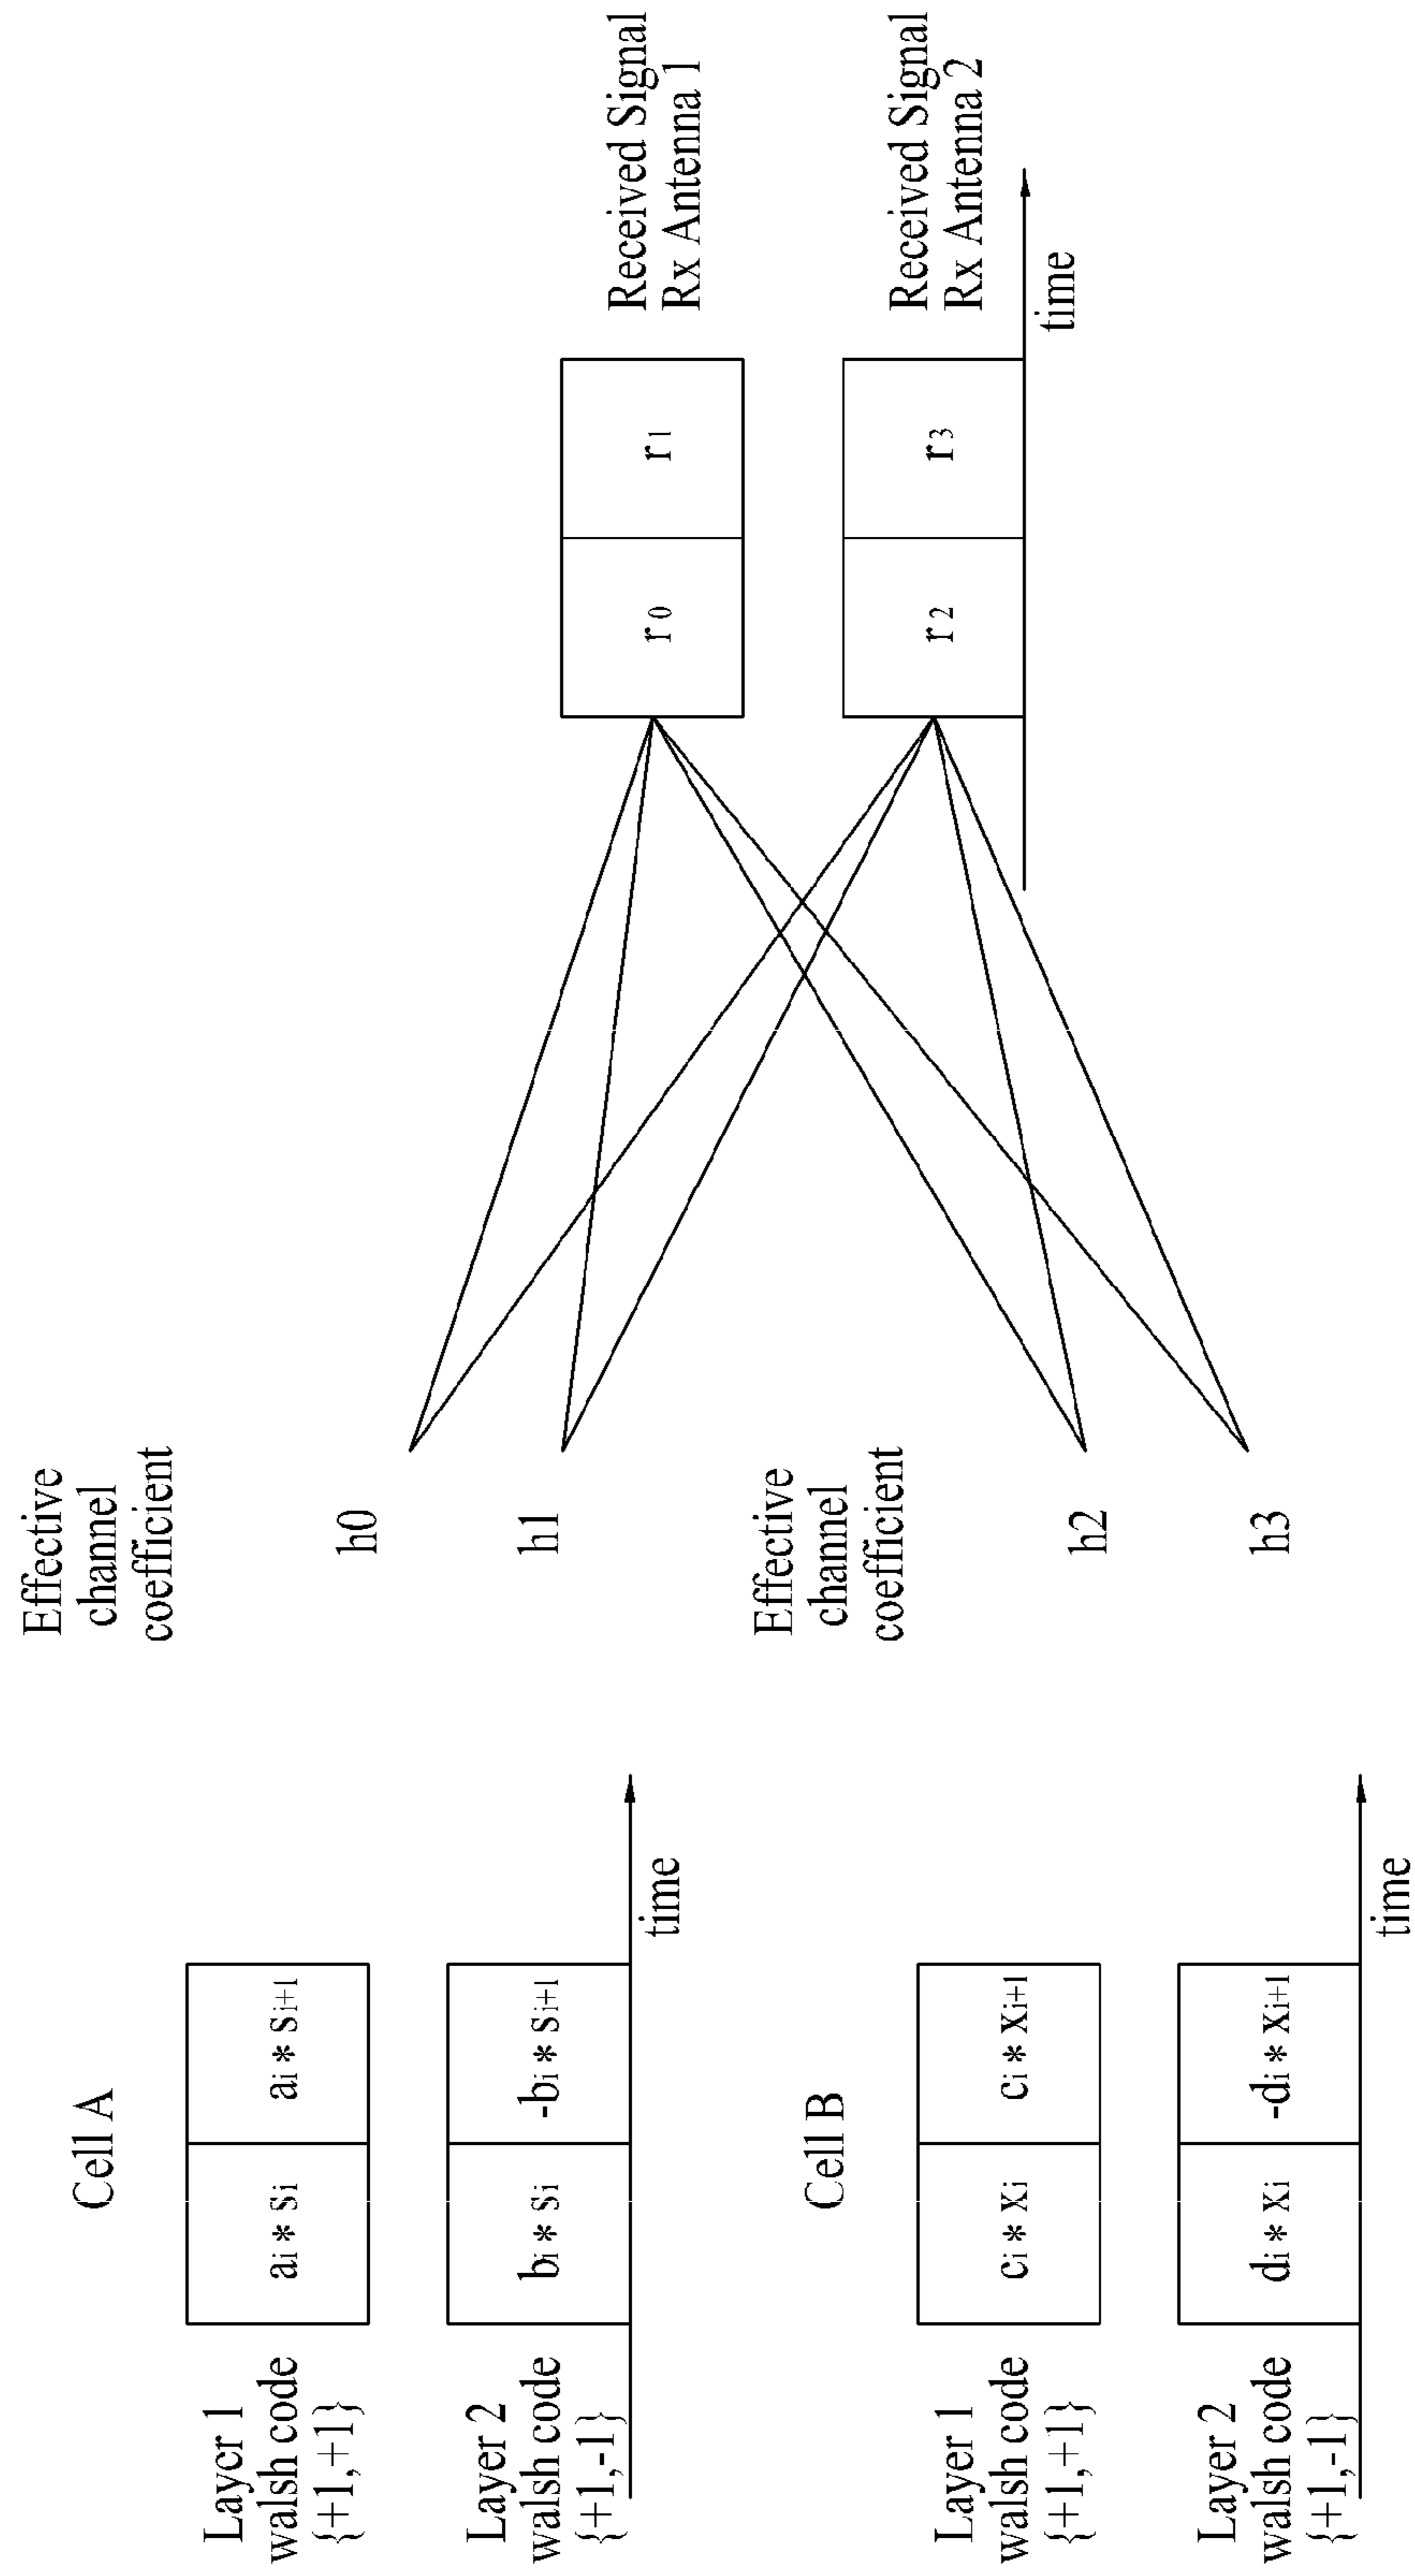 Cell A
Layer 1
walsh code
{+1,+1}
ai * Si
ai * Si+1
Layer 2
walsh code
{+1,-1}
bi * Si
-bi * Si+1
time
Effective
channel
coefficient
h0
h1
Cell B
Layer 1
walsh code
{+1,+1}
ci * Xi
ci * Xi+1
Layer 2
walsh code
{+1,-1}
di * Xi
-di * Xi+1
time
Effective
channel
coefficient
h2
h3
r0
r1
Received Signal
Rx Antenna 1
r2
r3
Received Signal
Rx Antenna 2
time